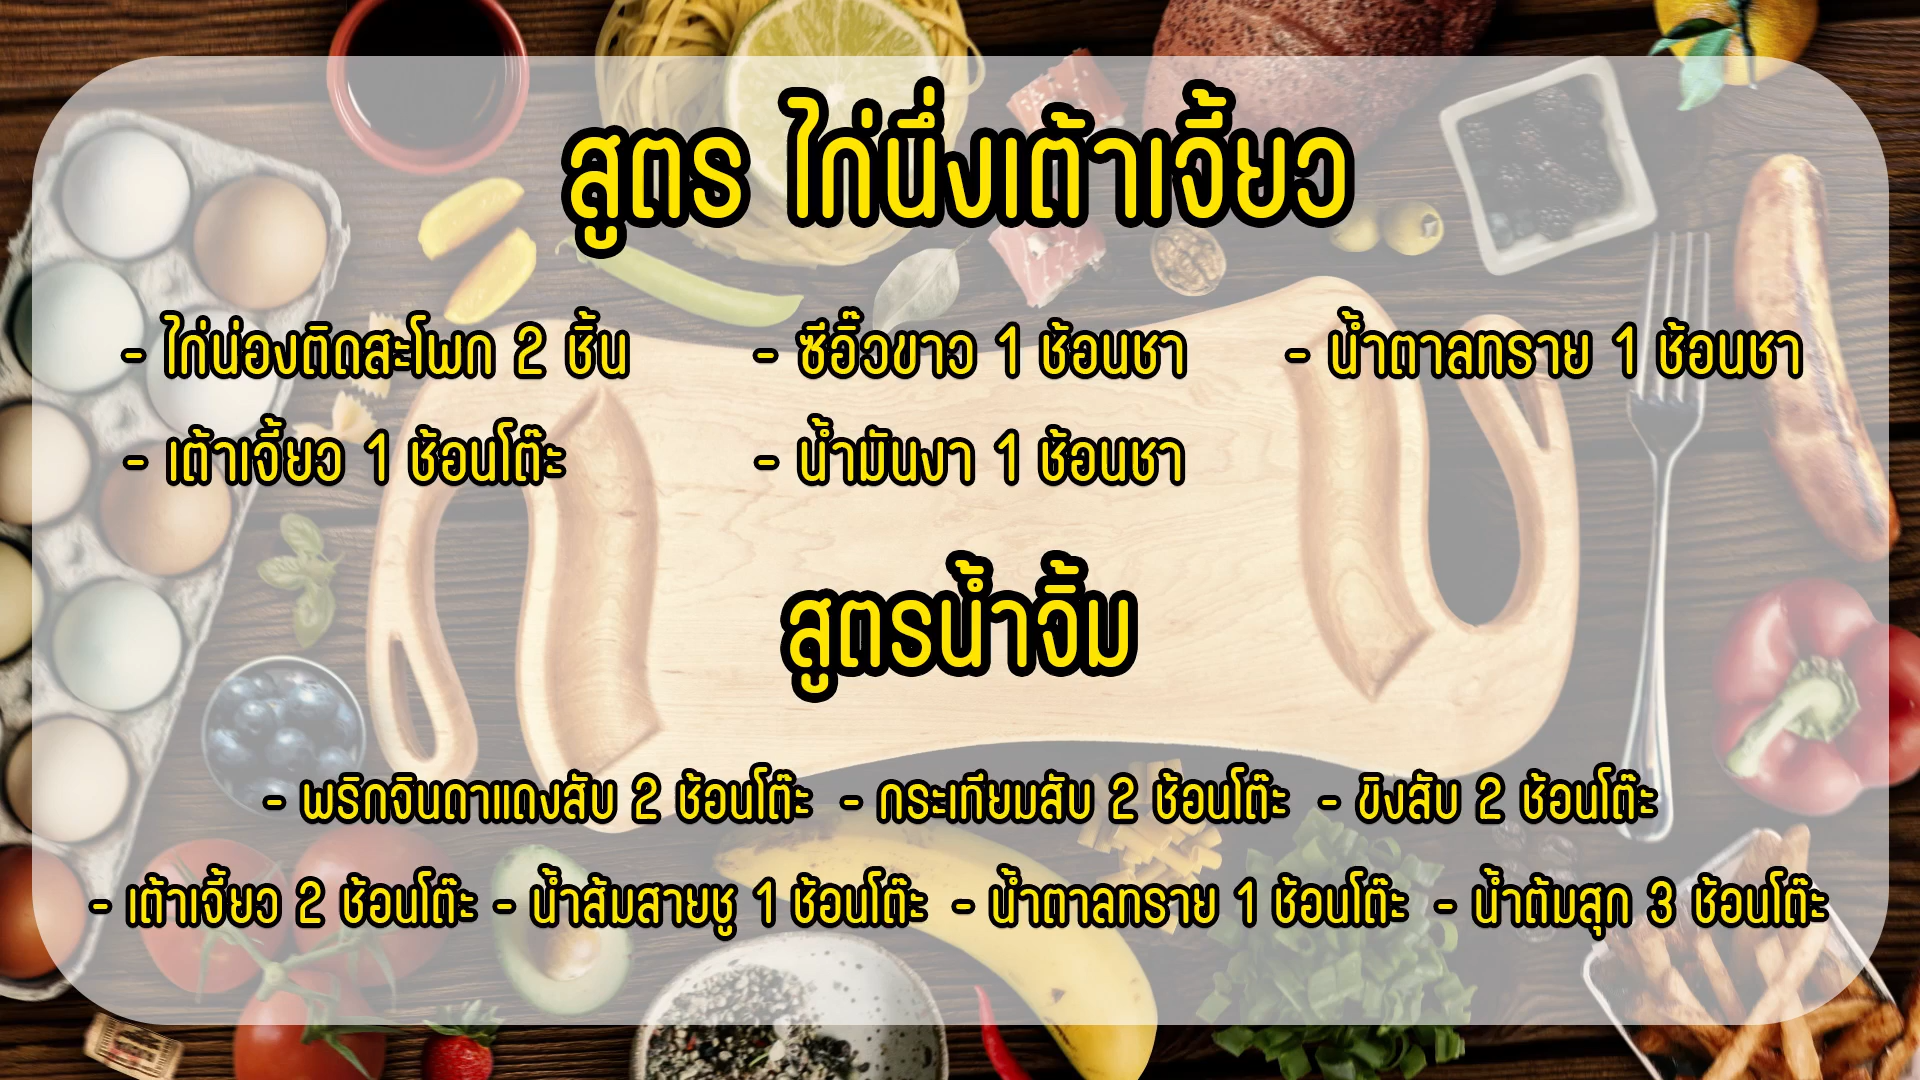 สูตร ไก่นึ่งเต้าเจี้ยว
- ไก่น่องติดสะโพก 2 ชิ้น - ซีอิ๊วขาว 1 ช้อนชา - น้ำตาลทราย 1 ช้อนชา
- เต้าเจี้ยว 1 ช้อนโต๊ะ - น้ำมันงา 1 ช้อนชา
สูตรน้ำจิ้ม
- พริกจินดาแดงสับ 2 ช้อนโต๊ะ - กระเทียมสับ 2 ช้อนโต๊ะ - ขิงสับ 2 ช้อนโต๊ะ
- เต้าเจี้ยว 2 ช้อนโต๊ะ - น้ำส้มสายชู 1 ช้อนโต๊ะ - น้ำตาลทราย 1 ช้อนโต๊ะ - น้ำต้มสุก 3 ช้อนโต๊ะ